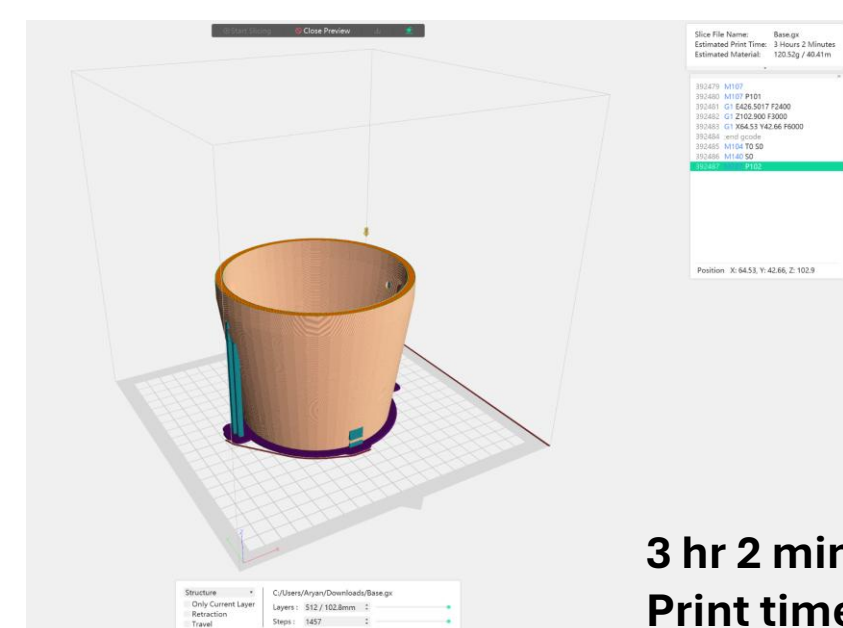 Start Slicing Close Preview
Slice File Name: Base.gx
Estimated Print Time: 3 Hours 2 Minutes
Estimated Material: 120.52g / 40.41m
392479 M107
392480 M107 P101
392481 G1 E426.5017 F2400
392482 G1 Z102.900 F3000
392483 G1 X64.53 Y42.66 F6000
392484 ;end gcode
392485 M104 T0 S0
392486 M140 S0
392487 P102
Position X: 64.53, Y: 42.66, Z: 102.9
3 hr 2 min
Print time
Structure C:/Users/Aryan/Downloads/Base.gx
Only Current Layer Layers : 512 / 102.8mm
Retraction
Travel Steps : 1457